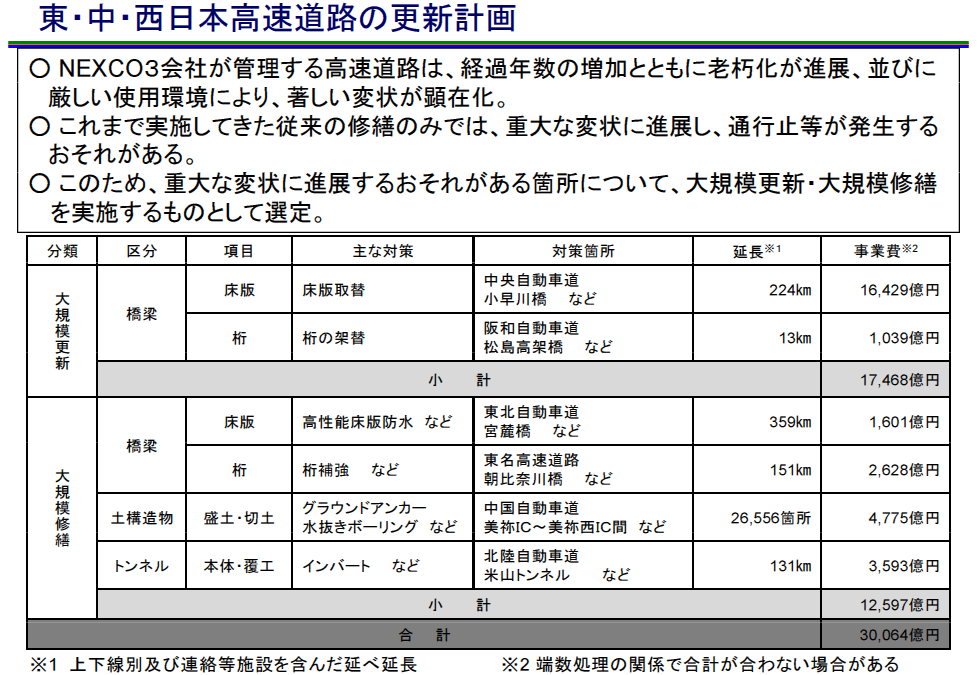 東・中・西日本高速道路の更新計画
〇 NEXCO3会社が管理する高速道路は、経過年数の増加とともに老朽化が進展、並びに
厳しい使用環境により、著しい変状が顕在化。
〇 これまで実施してきた従来の修繕のみでは、重大な変状に進展し、通行止等が発生する
おそれがある。
〇 このため、重大な変状に進展するおそれがある箇所について、大規模更新・大規模修繕
を実施するものとして選定。
分類 区分 項目 主な対策 対策箇所 延長※1 事業費※2
大規模更新
橋梁
床版 床版取替 中央自動車道 224㎞ 16,429億円
小早川橋 など
桁 桁の架替 阪和自動車道 13㎞ 1,039億円
松島高架橋 など
小 計 17,468億円
大規模修繕
橋梁
床版 高性能床版防水 など 東北自動車道 359㎞ 1,601億円
宮麓橋 など
桁 桁補強 など 東名高速道路 151㎞ 2,628億円
朝比奈川橋 など
土構造物 盛土・切土 グラウンドアンカー 中国自動車道 26,556箇所 4,775億円
水抜きボーリング など 美祢IC～美祢西IC間 など
トンネル 本体・覆工 インバート など 北陸自動車道 131㎞ 3,593億円
米山トンネル など
小 計 12,597億円
合 計 30,064億円
※1 上下線別及び連絡等施設を含んだ延べ延長 ※2 端数処理の関係で合計が合わない場合がある